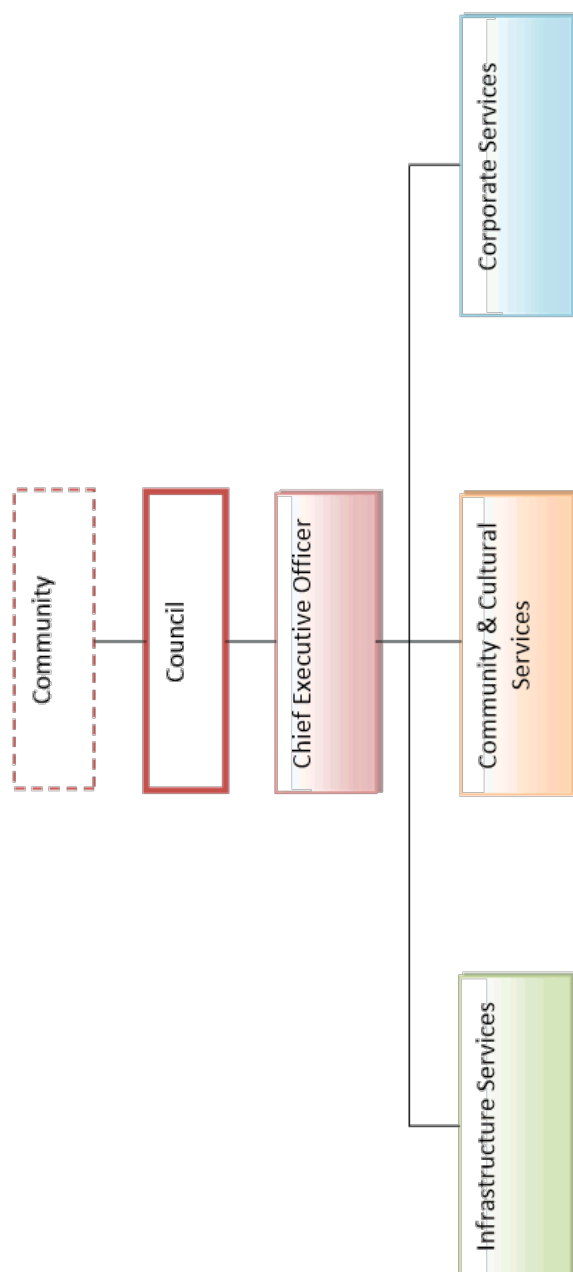 Community
Council
Chief Executive Officer
Infrastructure Services
Community & Cultural
Services
Corporate Services